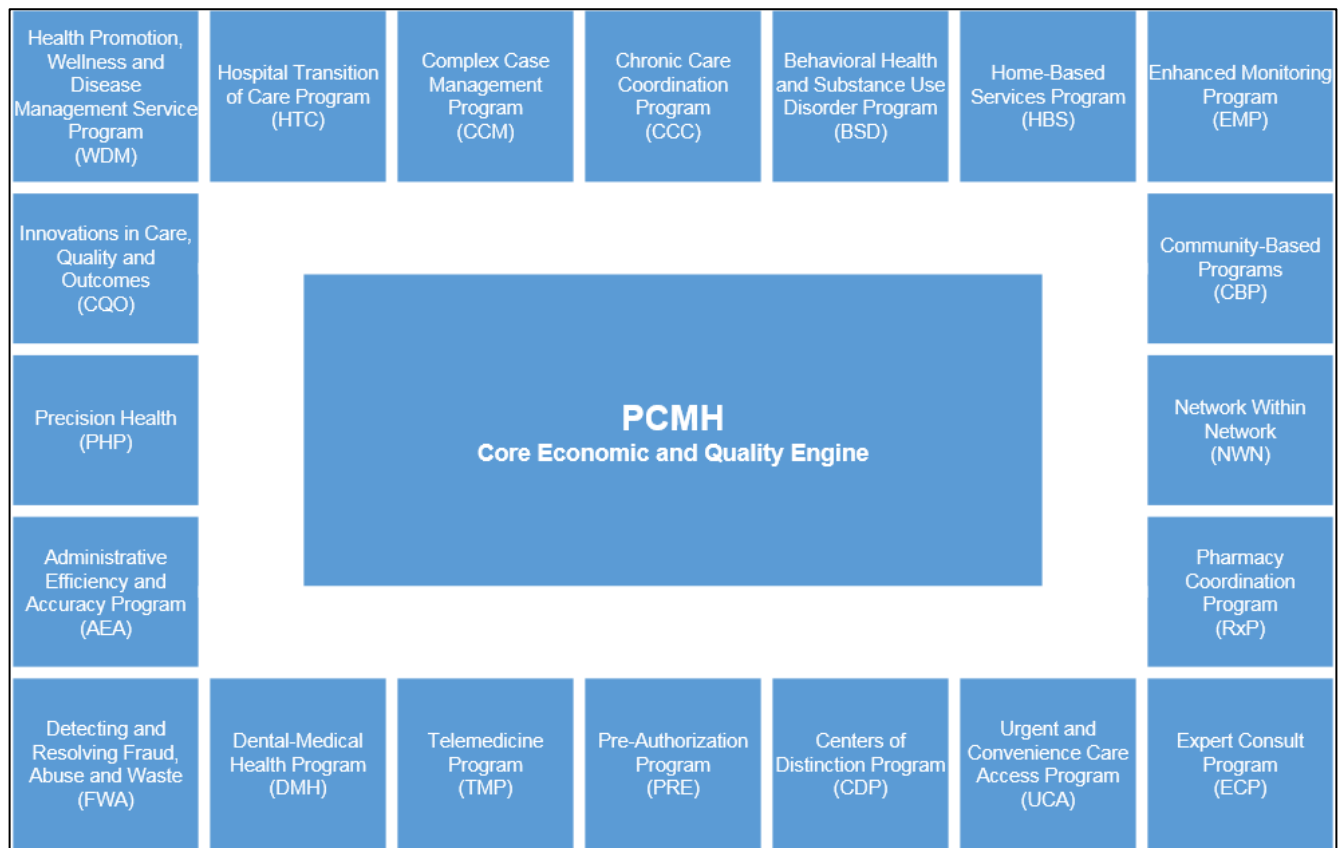 Health Promotion,
Wellness and
Disease
Management Service
Program
(WDM)
Hospital Transition
of Care Program
(HTC)
Complex Case
Management
Program
(CCM)
Chronic Care
Coordination
Program
(CCC)
Behavioral Health
and Substance Use
Disorder Program
(BSD)
Home-Based
Services Program
(HBS)
Enhanced Monitoring
Program
(EMP)
Innovations in Care,
Quality and
Outcomes
(CQO)
Community-Based
Programs
(CBP)
Precision Health
(PHP)
PCMH
Core Economic and Quality Engine
Network Within
Network
(NWN)
Administrative
Efficiency and
Accuracy Program
(AEA)
Pharmacy
Coordination
Program
(RxP)
Detecting and
Resolving Fraud,
Abuse and Waste
(FWA)
Dental-Medical
Health Program
(DMH)
Telemedicine
Program
(TMP)
Pre-Authorization
Program
(PRE)
Centers of
Distinction Program
(CDP)
Urgent and
Convenience Care
Access Program
(UCA)
Expert Consult
Program
(ECP)